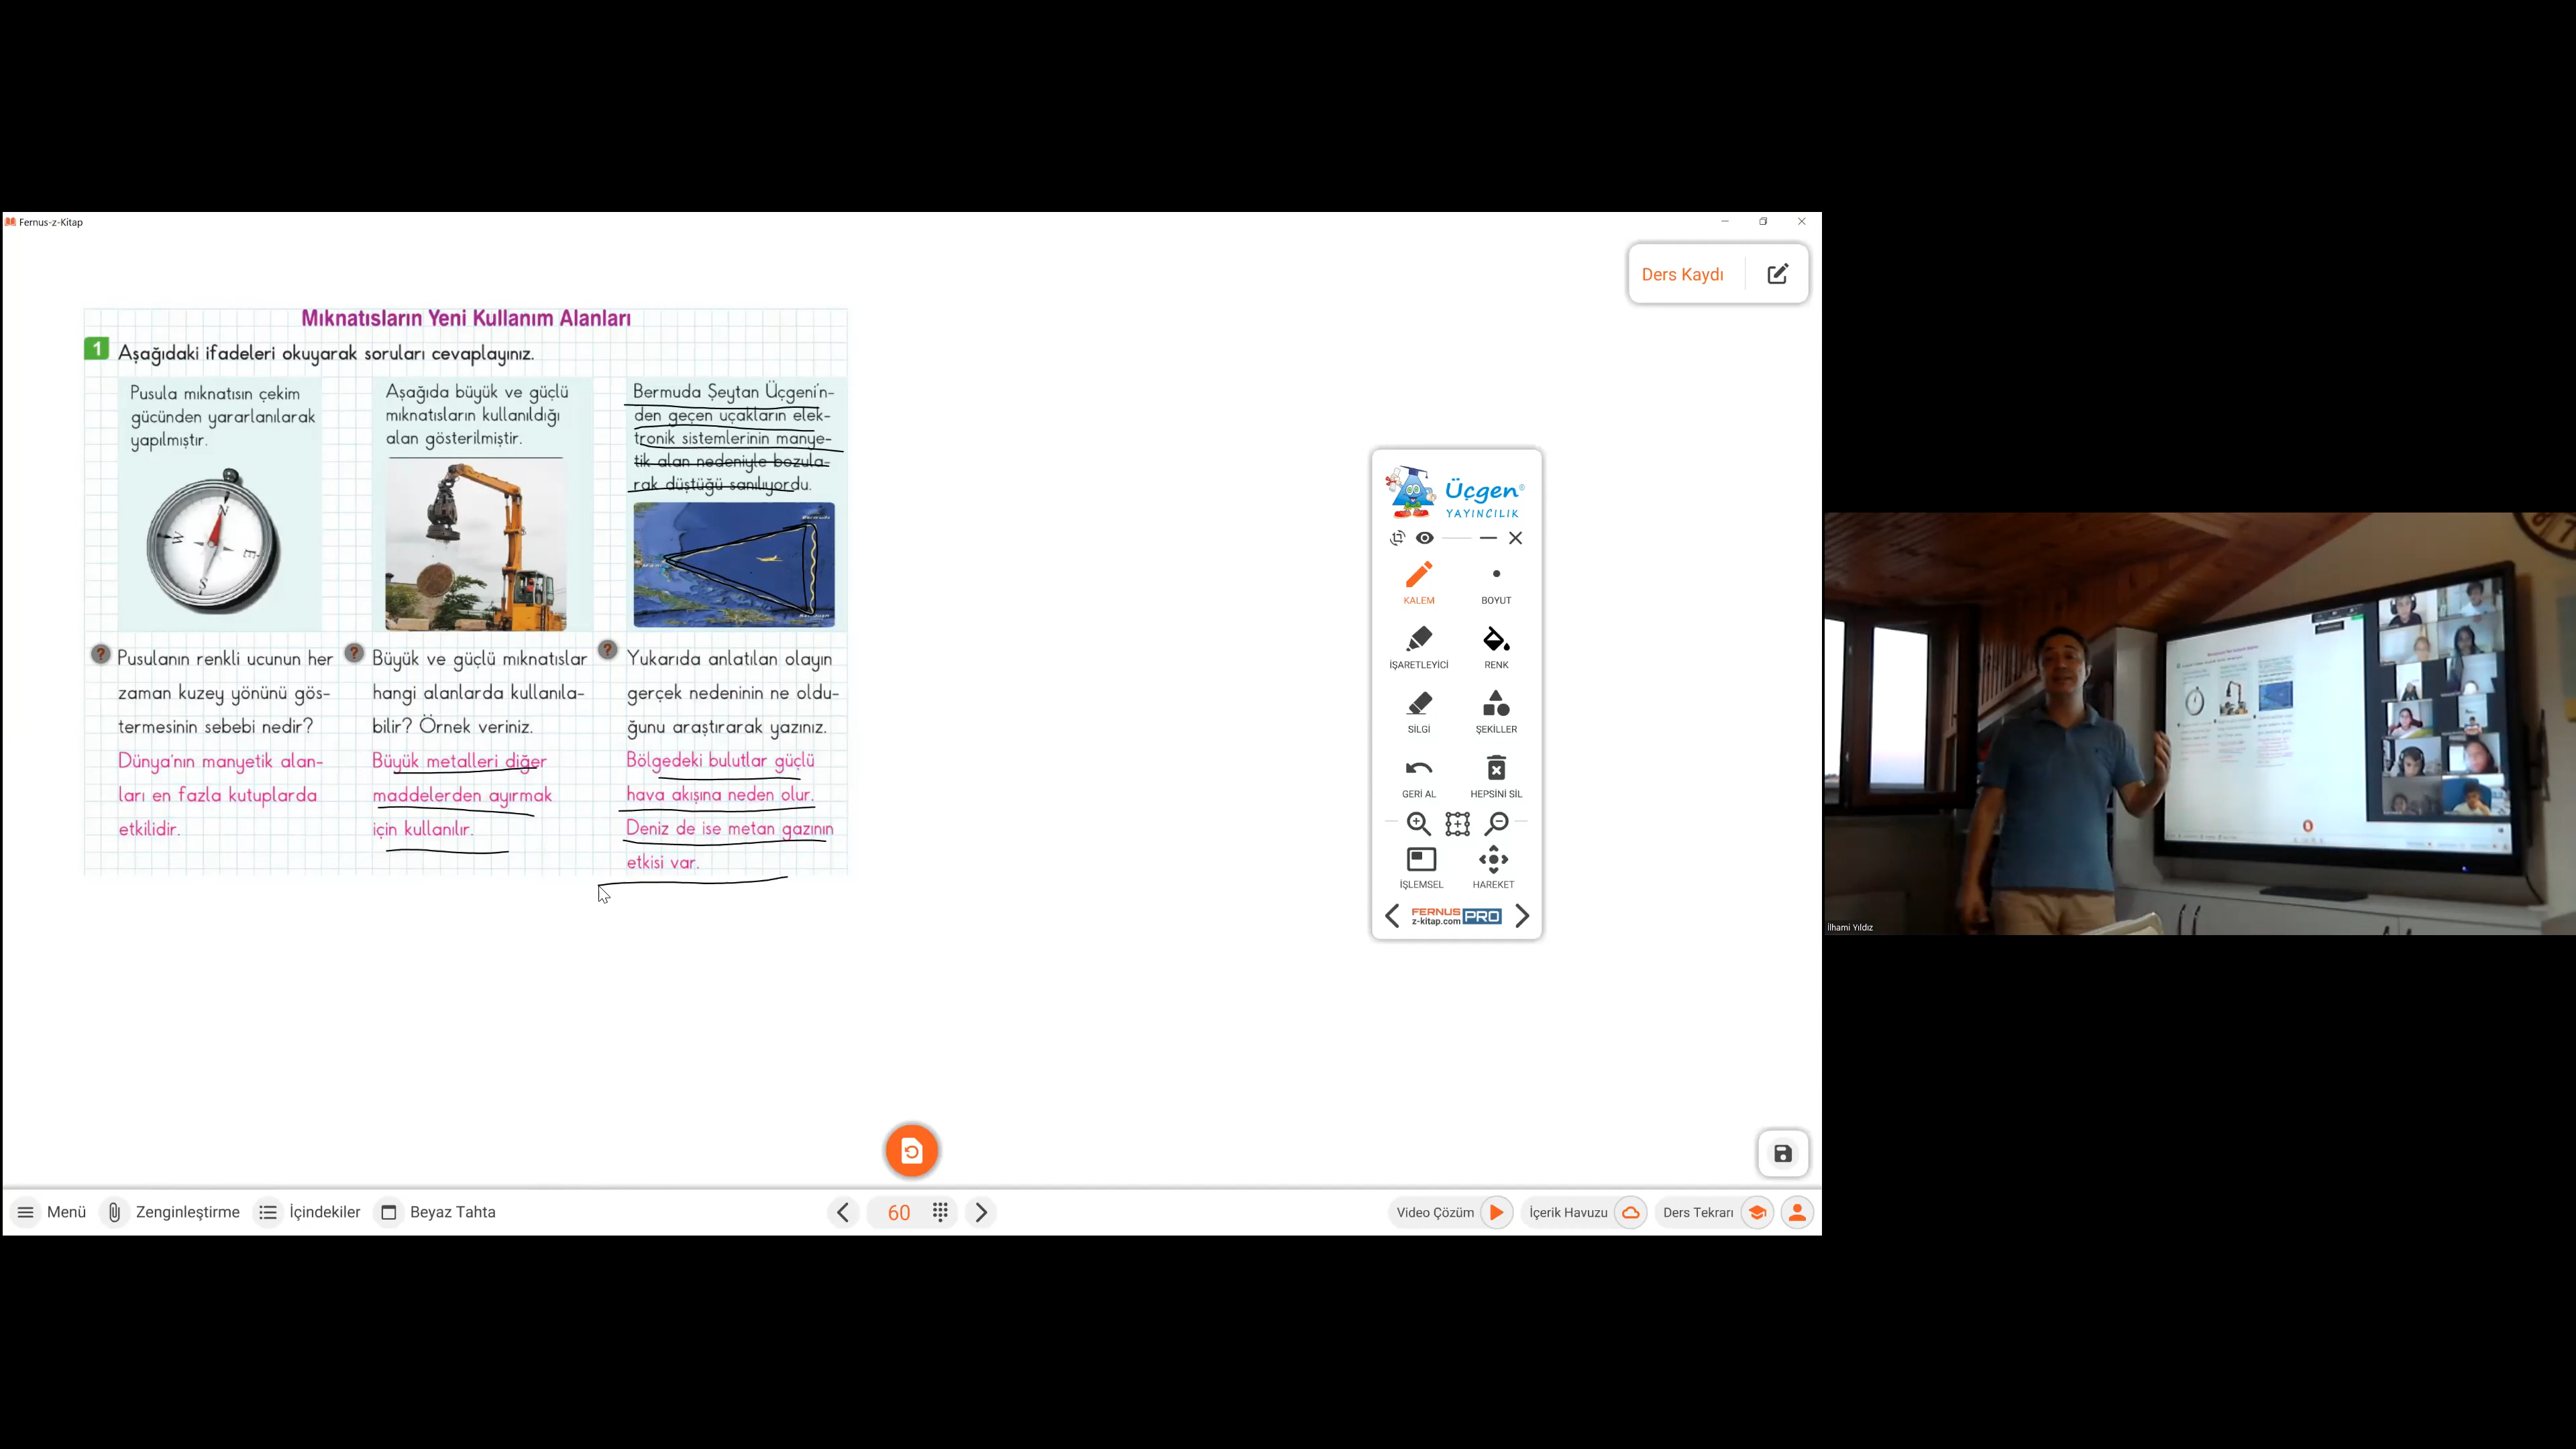 Fernus-z-Kitap
Ders Kaydı
Mıknatısların Yeni Kullanım Alanları
1 Aşağıdaki ifadeleri okuyarak soruları cevaplayınız.
Pusula mıknatısın çekim
gücünden yararlanılarak
yapılmıştır.
N
W
E
S
Pusulanın renkli ucunun her
zaman kuzey yönünü gös-
termesinin sebebi nedir?
Dünya'nın manyetik alan-
ları en fazla kutuplarda
etkilidir.
Aşağıda büyük ve güçlü
mıknatısların kullanıldığı
alan gösterilmiştir.
Büyük ve güçlü mıknatıslar
hangi alanlarda kullanıla-
bilir? Örnek veriniz.
Büyük metalleri diğer
maddelerden ayırmak
için kullanılır.
Bermuda Şeytan Üçgeni'n-
den geçen uçakların elek-
tronik sistemlerinin manye-
tik alan nedeniyle bozula-
rak düştüğü sanılıyordu.
Yukarıda anlatılan olayın
gerçek nedeninin ne oldu-
ğunu araştırarak yazınız.
Bölgedeki bulutlar güçlü
hava akışına neden olur.
Deniz de ise metan gazının
etkisi var.
Üçgen
YAYINCILIK
KALEM
BOYUT
İŞARETLEYİCİ
RENK
SİLGİ
ŞEKİLLER
GERİ AL
HEPSİNİ SİL
İŞLEMSEL
HAREKET
FERNUS
z-kitap.com PRO
İlhami Yıldız
Menü
Zenginleştirme
İçindekiler
Beyaz Tahta
60
Video Çözüm
İçerik Havuzu
Ders Tekrarı